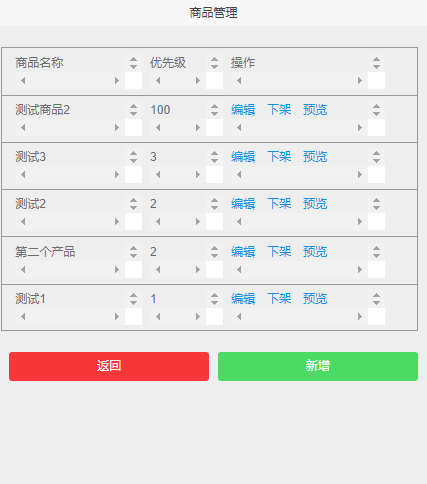 商品管理
商品名称 优先级 操作
测试商品2 100 编辑 下架 预览
测试3 3 编辑 下架 预览
测试2 2 编辑 下架 预览
第二个产品 2 编辑 下架 预览
测试1 1 编辑 下架 预览
返回 新增